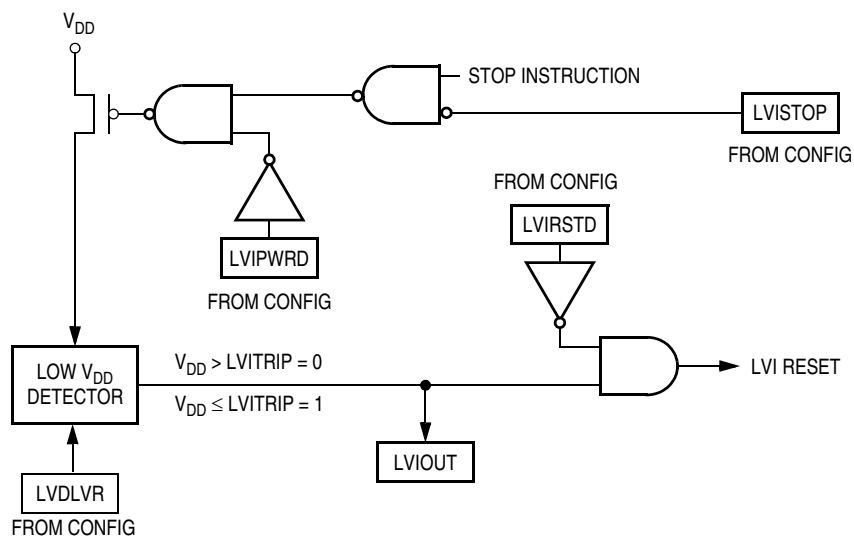 VDD
STOP INSTRUCTION
LVISTOP
FROM CONFIG
FROM CONFIG
LVIRSTD
LVIPWRD
FROM CONFIG
LOW VDD
DETECTOR
VDD > LVITRIP = 0
VDD ≤ LVITRIP = 1
LVI RESET
LVIOUT
LVDLVR
FROM CONFIG